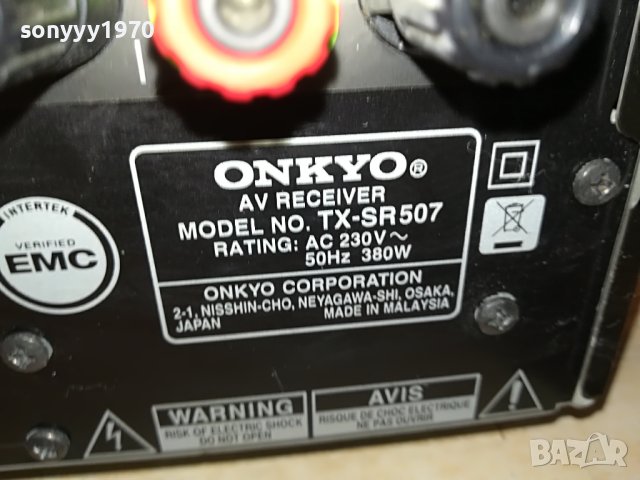 sonyyy1970
ONKYO®
AV RECEIVER
MODEL NO. TX-SR507
RATING: AC 230V~
50Hz 380W
ONKYO CORPORATION
2-1, NISSHIN-CHO, NEYAGAWA-SHI, OSAKA,
JAPAN MADE IN MALAYSIA
INTERTEK
VERIFIED
EMC
WARNING
RISK OF ELECTRIC SHOCK
DO NOT OPEN
AVIS
RISQUE DE CHOC ELECTRIQUE
NE PAS OUVRIR
BAZAR.BG